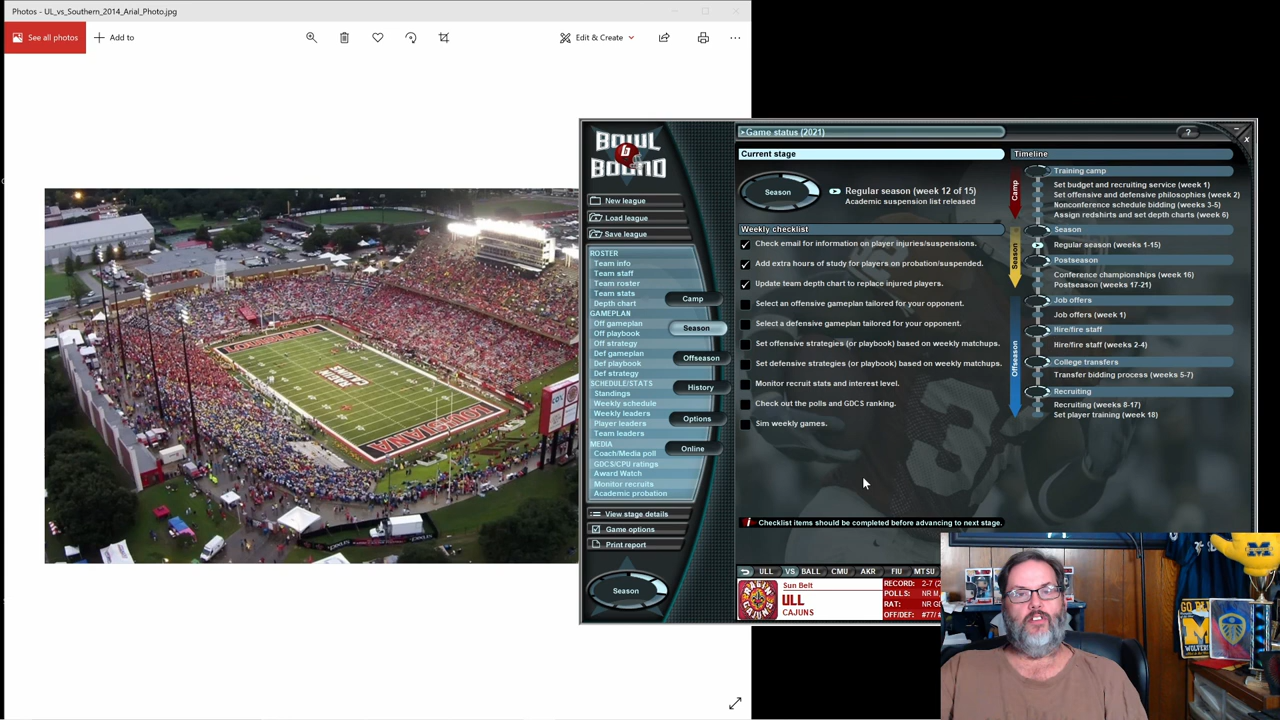 Photos - UL_vs_Southern_2014_Arial_Photo.jpg
See all photos
Add to
Edit & Create
BOWL
BOUND
New league
Load league
Save league
ROSTER
Team info
Team staff
Team roster
Team stats
Depth chart
GAMEPLAN
Off gameplan
Off playbook
Off strategy
Def gameplan
Def playbook
Def strategy
SCHEDULE/STATS
Standings
Weekly schedule
Weekly leaders
Player leaders
Team leaders
MEDIA
Coach/Media poll
GDCS/CPU ratings
Award Watch
Monitor recruits
Academic probation
View stage details
Game options
Print report
Season
Camp
Season
Offseason
History
Options
Online
Game status (2021)
?
x
Current stage
Season
Regular season (week 12 of 15)
Academic suspension list released
Weekly checklist
Check email for information on player injuries/suspensions.
Add extra hours of study for players on probation/suspended.
Update team depth chart to replace injured players.
Select an offensive gameplan tailored for your opponent.
Select a defensive gameplan tailored for your opponent.
Set offensive strategies (or playbook) based on weekly matchups.
Set defensive strategies (or playbook) based on weekly matchups.
Monitor recruit stats and interest level.
Check out the polls and GDCS ranking.
Sim weekly games.
Checklist items should be completed before advancing to next stage.
Timeline
Camp
Season
Offseason
Training camp
Set budget and recruiting service (week 1)
Set offensive and defensive philosophies (week 2)
Nonconference schedule bidding (weeks 3-5)
Assign redshirts and set depth charts (week 6)
Season
Regular season (weeks 1-15)
Postseason
Conference championships (week 16)
Postseason (weeks 17-21)
Job offers
Job offers (week 1)
Hire/fire staff
Hire/fire staff (weeks 2-4)
College transfers
Transfer bidding process (weeks 5-7)
Recruiting
Recruiting (weeks 8-17)
Set player training (week 18)
ULL VS BALL CMU AKR FIU MTSU
Sun Belt
ULL
CAJUNS
RECORD: 2-7 (2
POLLS: NR M
RAT: NR GD
OFF/DEF: #77/ #